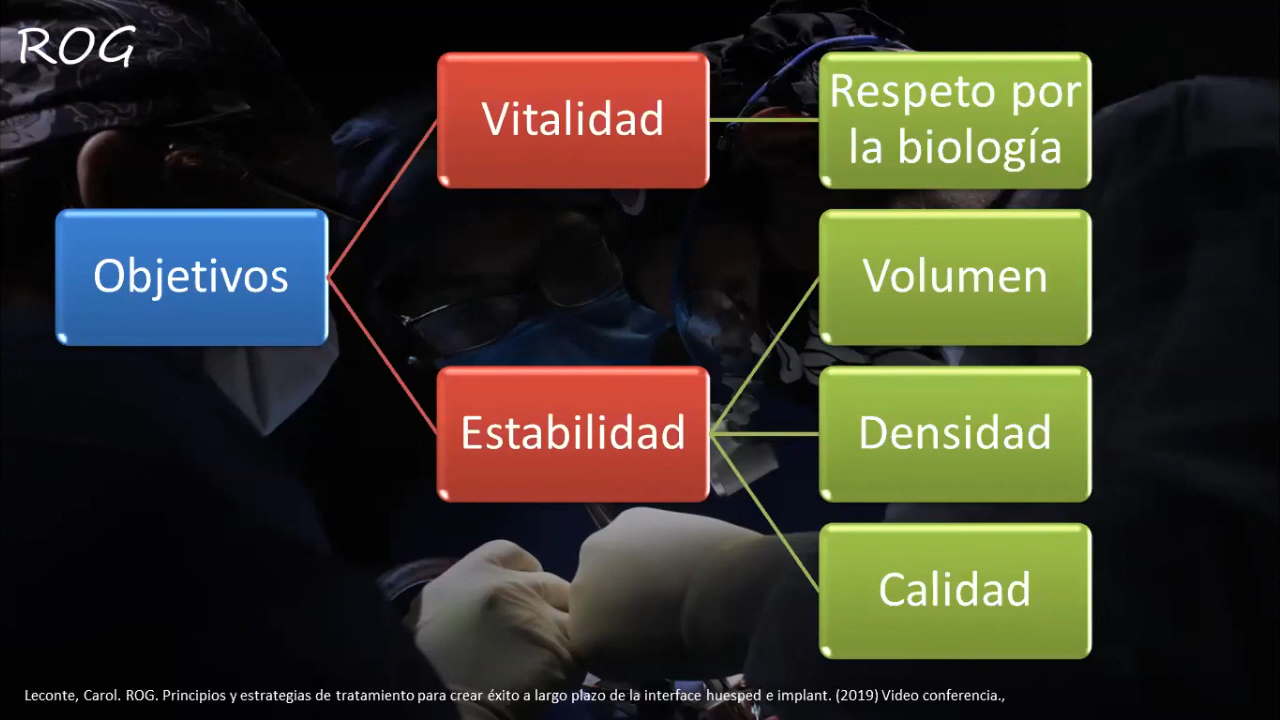 ROG
Objetivos
Vitalidad
Respeto por
la biología
Estabilidad
Volumen
Densidad
Calidad
Leconte, Carol. ROG. Principios y estrategias de tratamiento para crear éxito a largo plazo de la interface huesped e implant. (2019) Video conferencia.,